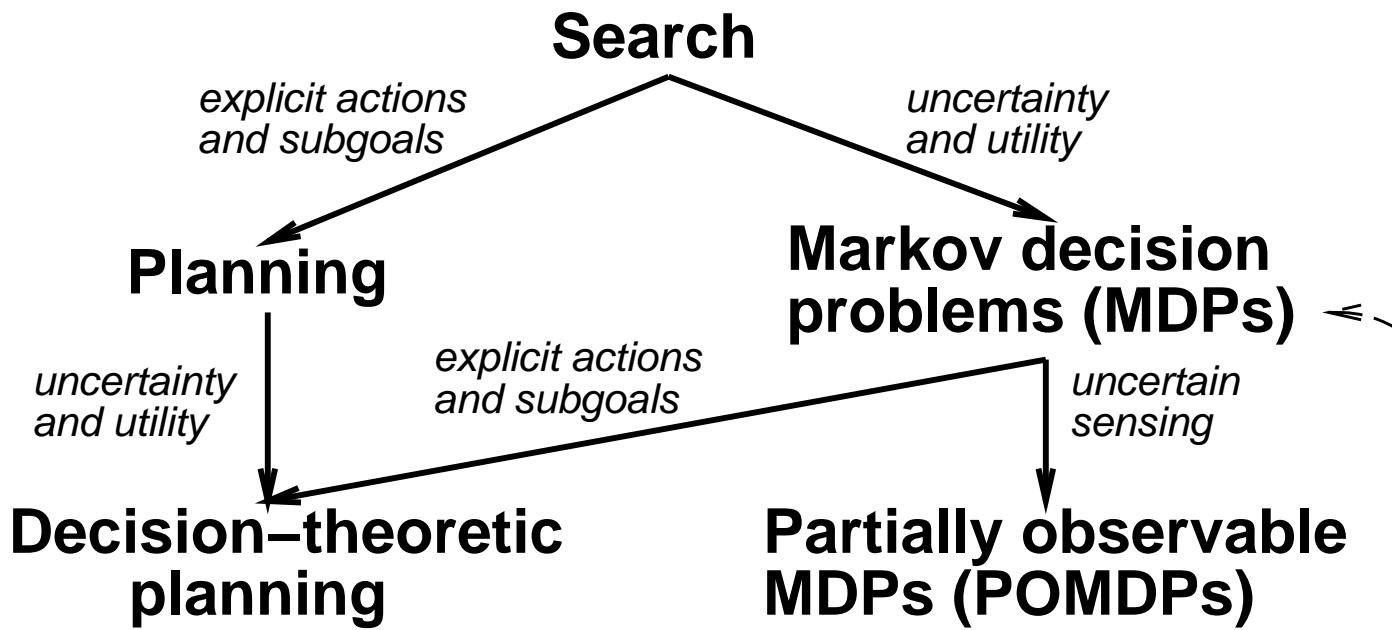 Search
explicit actions
and subgoals
uncertainty
and utility
Planning
Markov decision
problems (MDPs)
uncertainty
and utility
explicit actions
and subgoals
uncertain
sensing
Decision–theoretic
planning
Partially observable
MDPs (POMDPs)